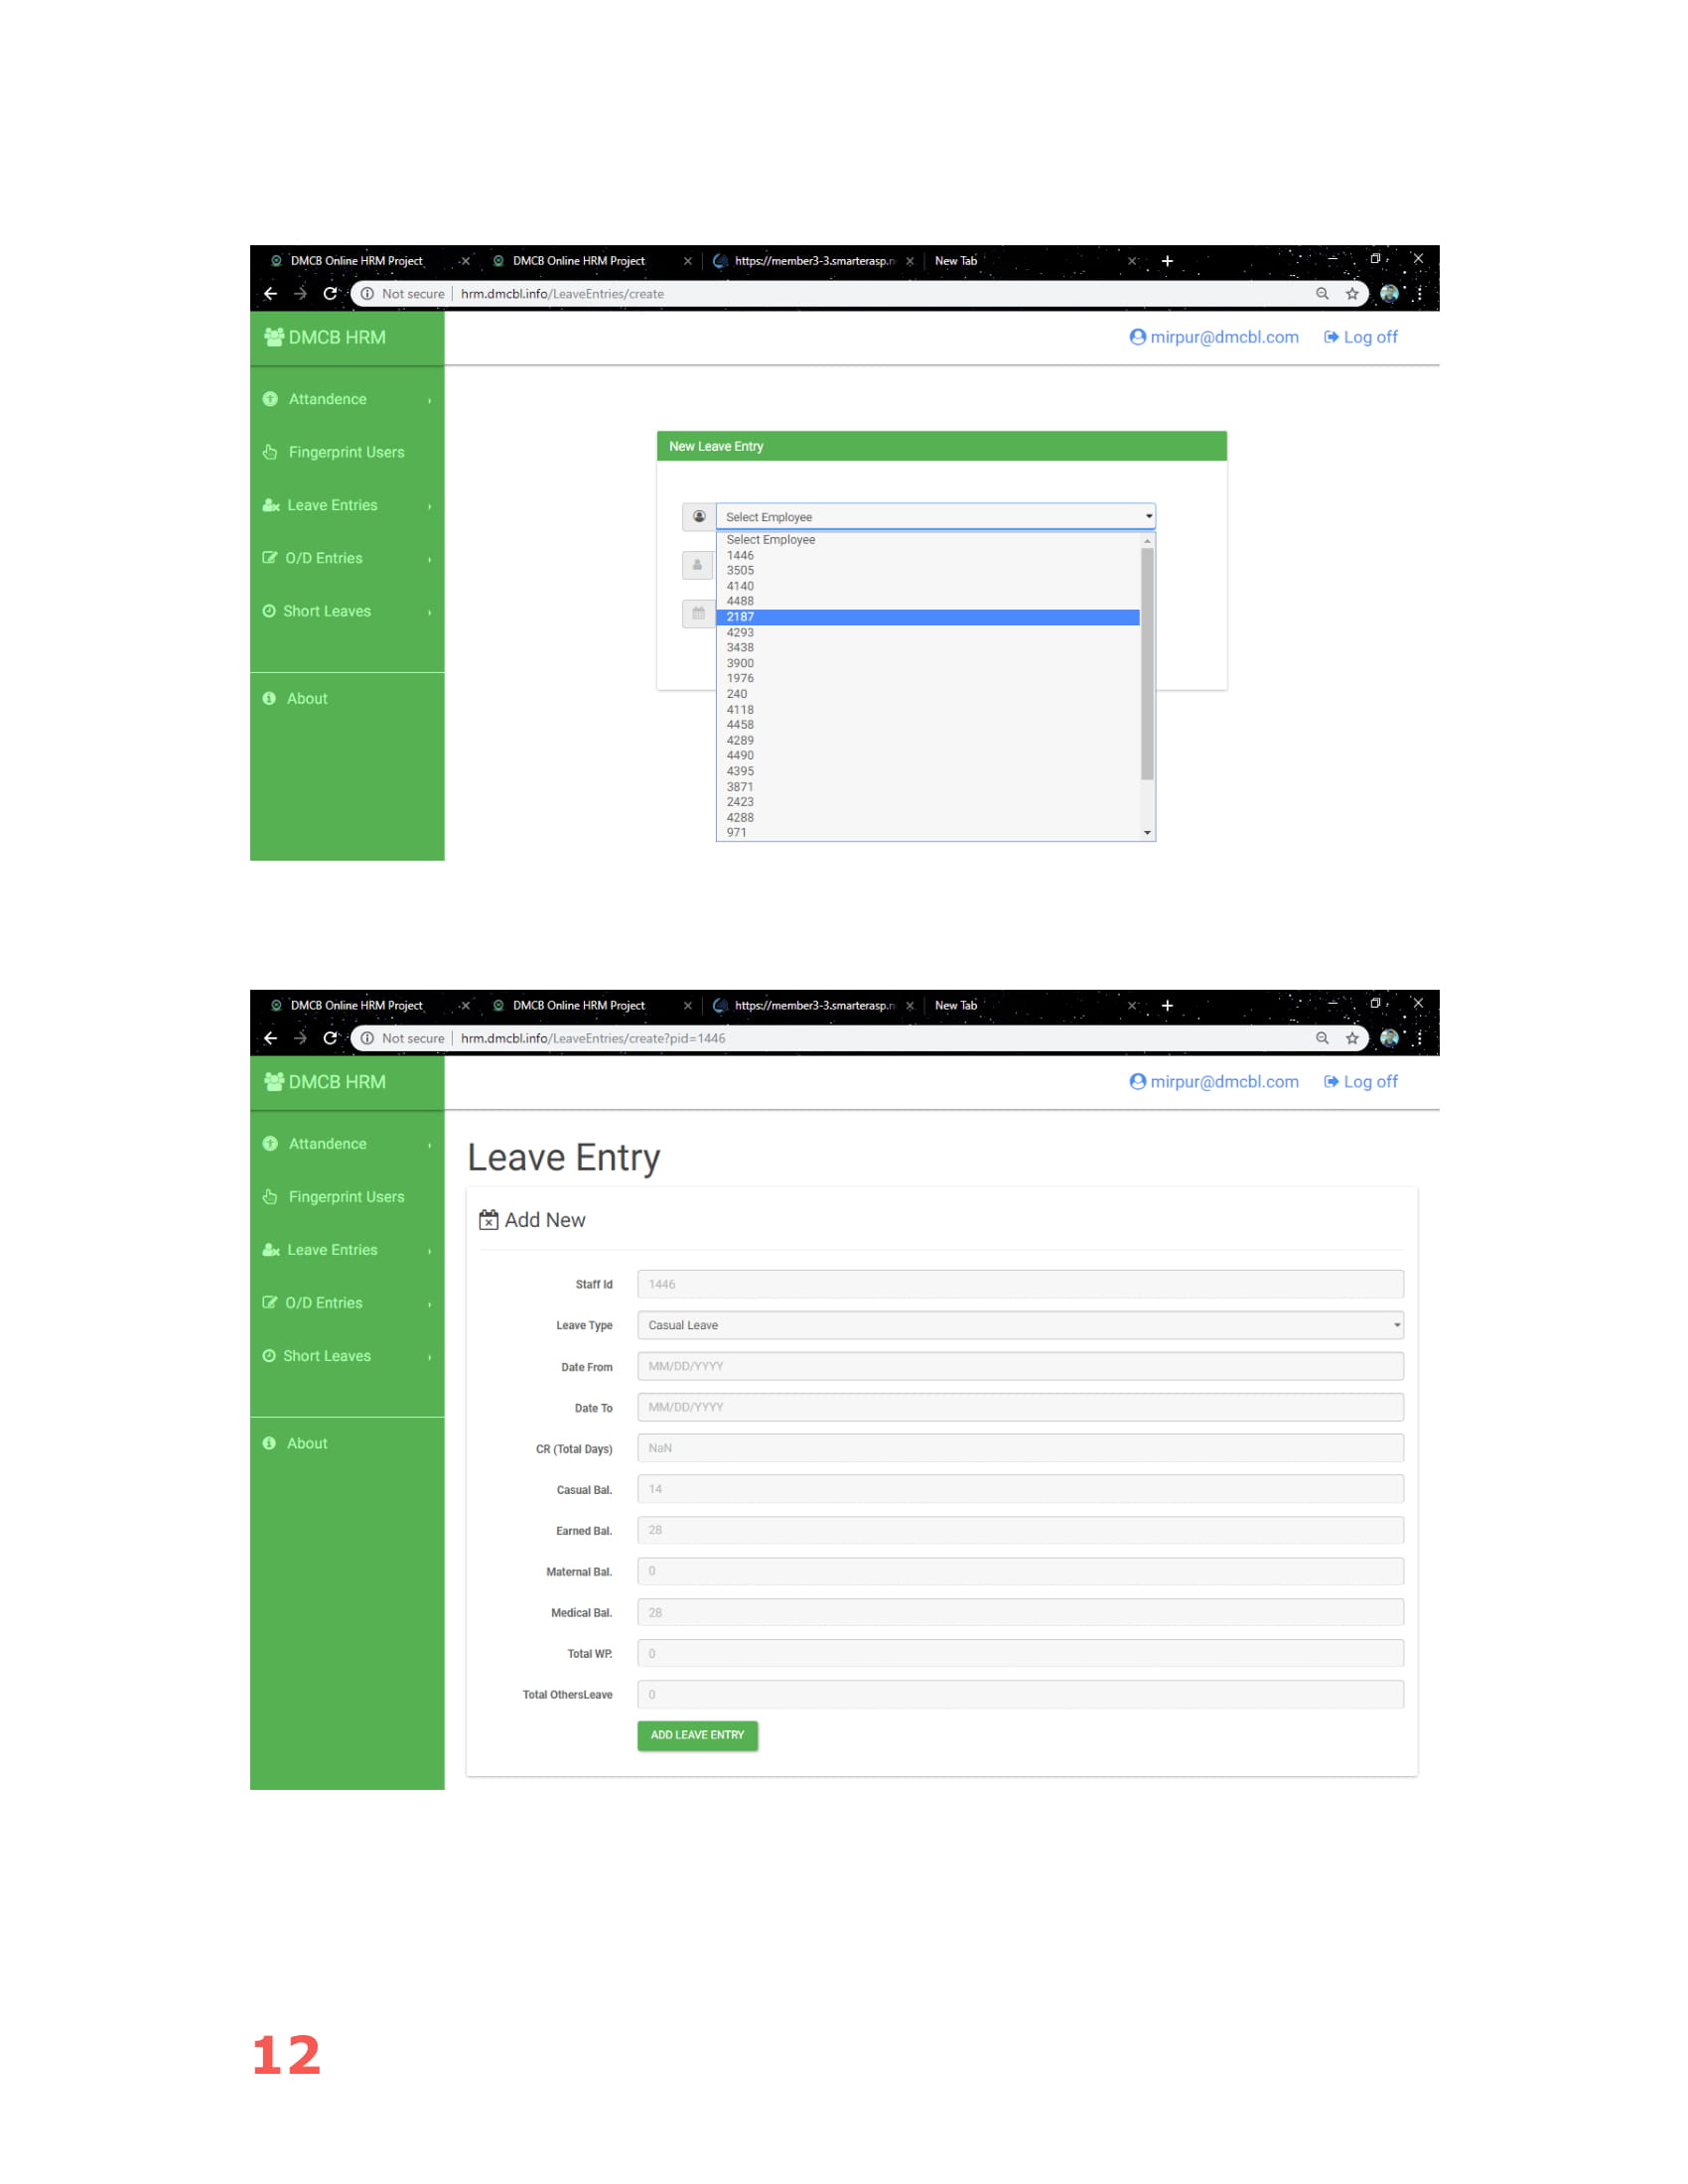 DMCB Online HRM Project
DMCB Online HRM Project
https://member3-3.smarterasp.n
New Tab
Not secure | hrm.dmcbl.info/LeaveEntries/create
DMCB HRM
mirpur@dmcbl.com
Log off
Attandence
Fingerprint Users
Leave Entries
O/D Entries
Short Leaves
About
New Leave Entry
Select Employee
Select Employee
1446
3505
4140
4488
2187
4293
3438
3900
1976
240
4118
4458
4289
4490
4395
3871
2423
4288
971
DMCB Online HRM Project
DMCB Online HRM Project
https://member3-3.smarterasp.n
New Tab
Not secure | hrm.dmcbl.info/LeaveEntries/create?pid=1446
DMCB HRM
mirpur@dmcbl.com
Log off
Attandence
Fingerprint Users
Leave Entries
O/D Entries
Short Leaves
About
Leave Entry
Add New
Staff Id 1446
Leave Type Casual Leave
Date From MM/DD/YYYY
Date To MM/DD/YYYY
CR (Total Days) NaN
Casual Bal. 14
Earned Bal. 28
Maternal Bal. 0
Medical Bal. 28
Total WP. 0
Total OthersLeave 0
ADD LEAVE ENTRY
12